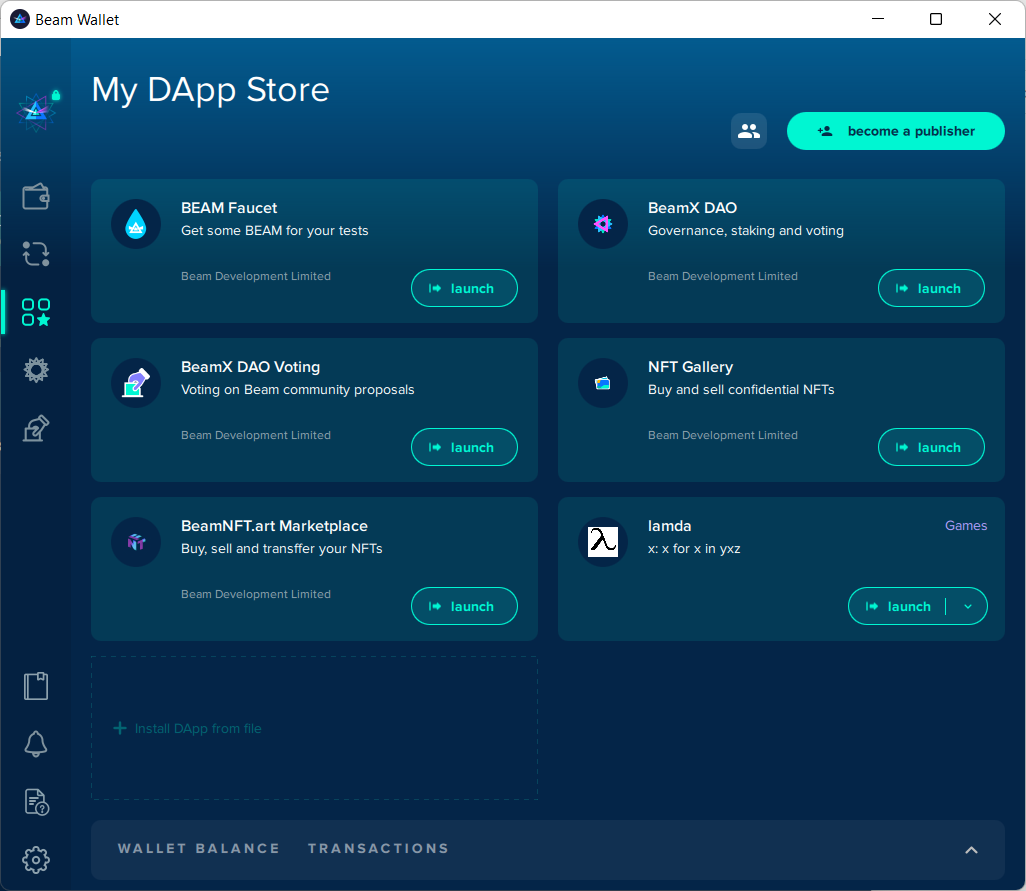 Beam Wallet
My DApp Store
become a publisher
BEAM Faucet
Get some BEAM for your tests
Beam Development Limited
launch
BeamX DAO
Governance, staking and voting
Beam Development Limited
launch
BeamX DAO Voting
Voting on Beam community proposals
Beam Development Limited
launch
NFT Gallery
Buy and sell confidential NFTs
Beam Development Limited
launch
BeamNFT.art Marketplace
Buy, sell and transffer your NFTs
Beam Development Limited
launch
λ
lamda
Games
x: x for x in yxz
launch
Install DApp from file
WALLET BALANCE
TRANSACTIONS